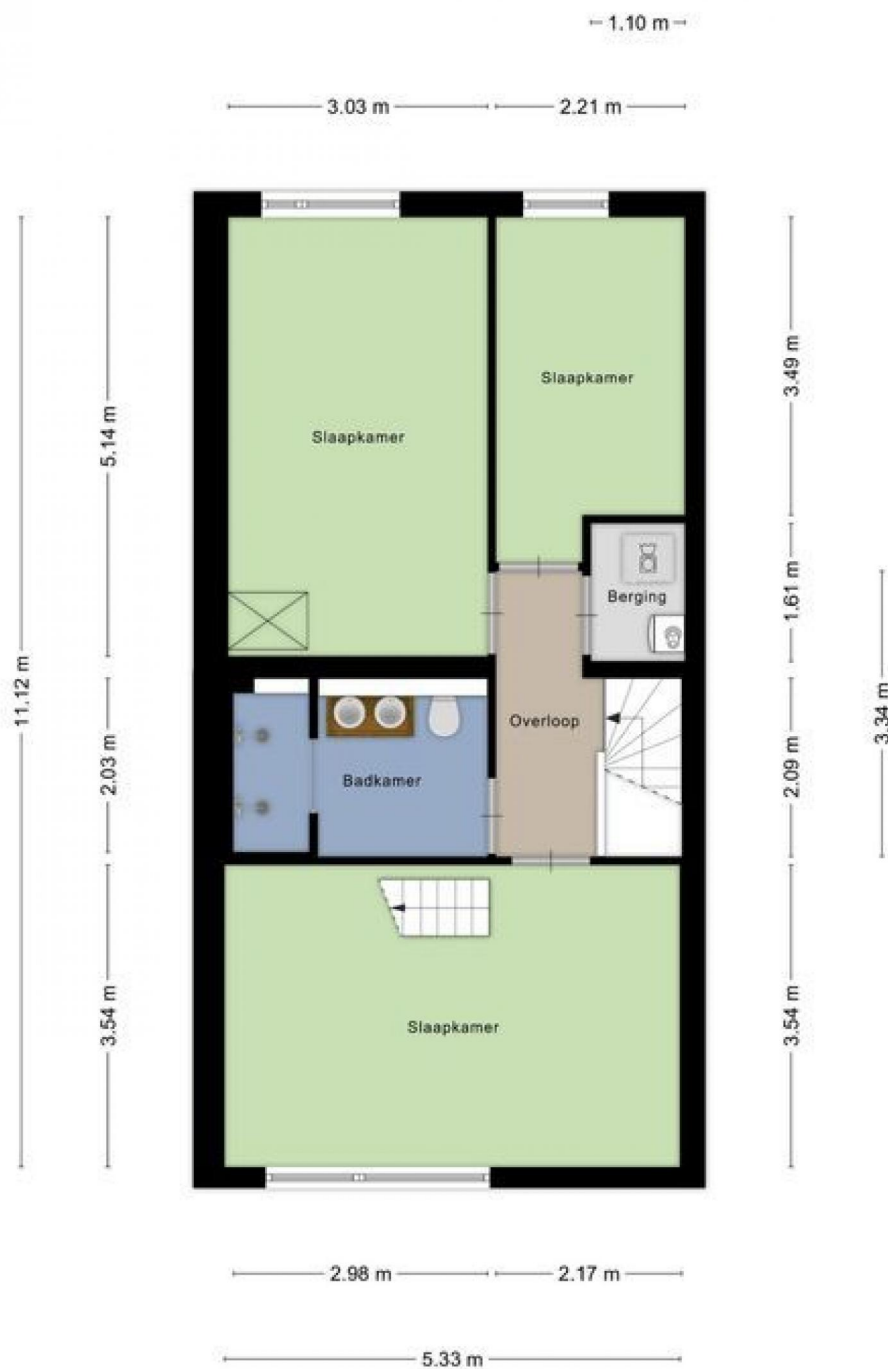 1.10 m
3.03 m
2.21 m
3.49 m
Slaapkamer
5.14 m
Slaapkamer
1.61 m
Berging
11.12 m
3.34 m
Overloop
2.03 m
2.09 m
Badkamer
3.54 m
3.54 m
Slaapkamer
2.98 m
2.17 m
5.33 m